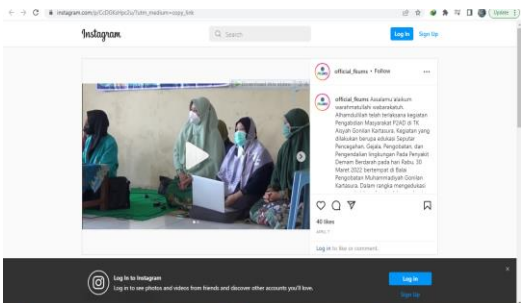 instagram.com/p/CcDGKoHpc2u/?utm_medium=copy_link
Update
Instagram
Search
Log In
Sign Up
official_fkums • Follow
official_fkums Assalamu alaikum
warahmatullahi wabarakatuh.
Alhamdulillah telah terlaksana kegiatan
Pengabdian Masyarakat P2AD di TK
Aisyah Gonilan Kartasura. Kegiatan yang
dilakukan berupa edukasi Seputar
Pencegahan, Gejala, Pengobatan, dan
Pengendalian lingkungan Pada Penyakit
Demam Berdarah pada hari Rabu, 30
Maret 2022 bertempat di Balai
Pengobatan Muhammadiyah Gonilan
Kartasura. Dalam rangka mengedukasi
40 likes
APRIL 7
Log in to like or comment.
Log In to Instagram
Log in to see photos and videos from friends and discover other accounts you'll love.
Log In
Sign Up